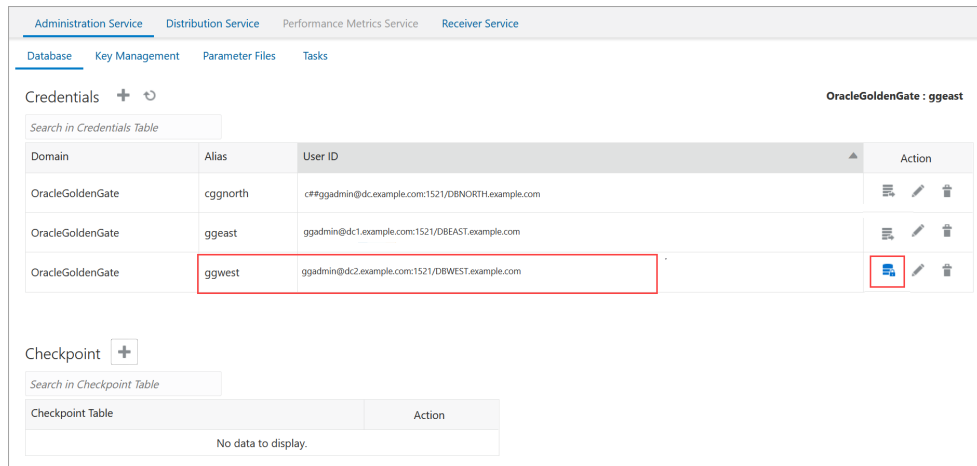 Administration Service Distribution Service Performance Metrics Service Receiver Service
Database Key Management Parameter Files Tasks
Credentials
OracleGoldenGate : ggeast
Search in Credentials Table
Domain Alias User ID Action
OracleGoldenGate cggnorth c##ggadmin@dc.example.com:1521/DBNORTH.example.com
OracleGoldenGate ggeast ggadmin@dc1.example.com:1521/DBEAST.example.com
OracleGoldenGate ggwest ggadmin@dc2.example.com:1521/DBWEST.example.com
Checkpoint
Search in Checkpoint Table
Checkpoint Table Action
No data to display.